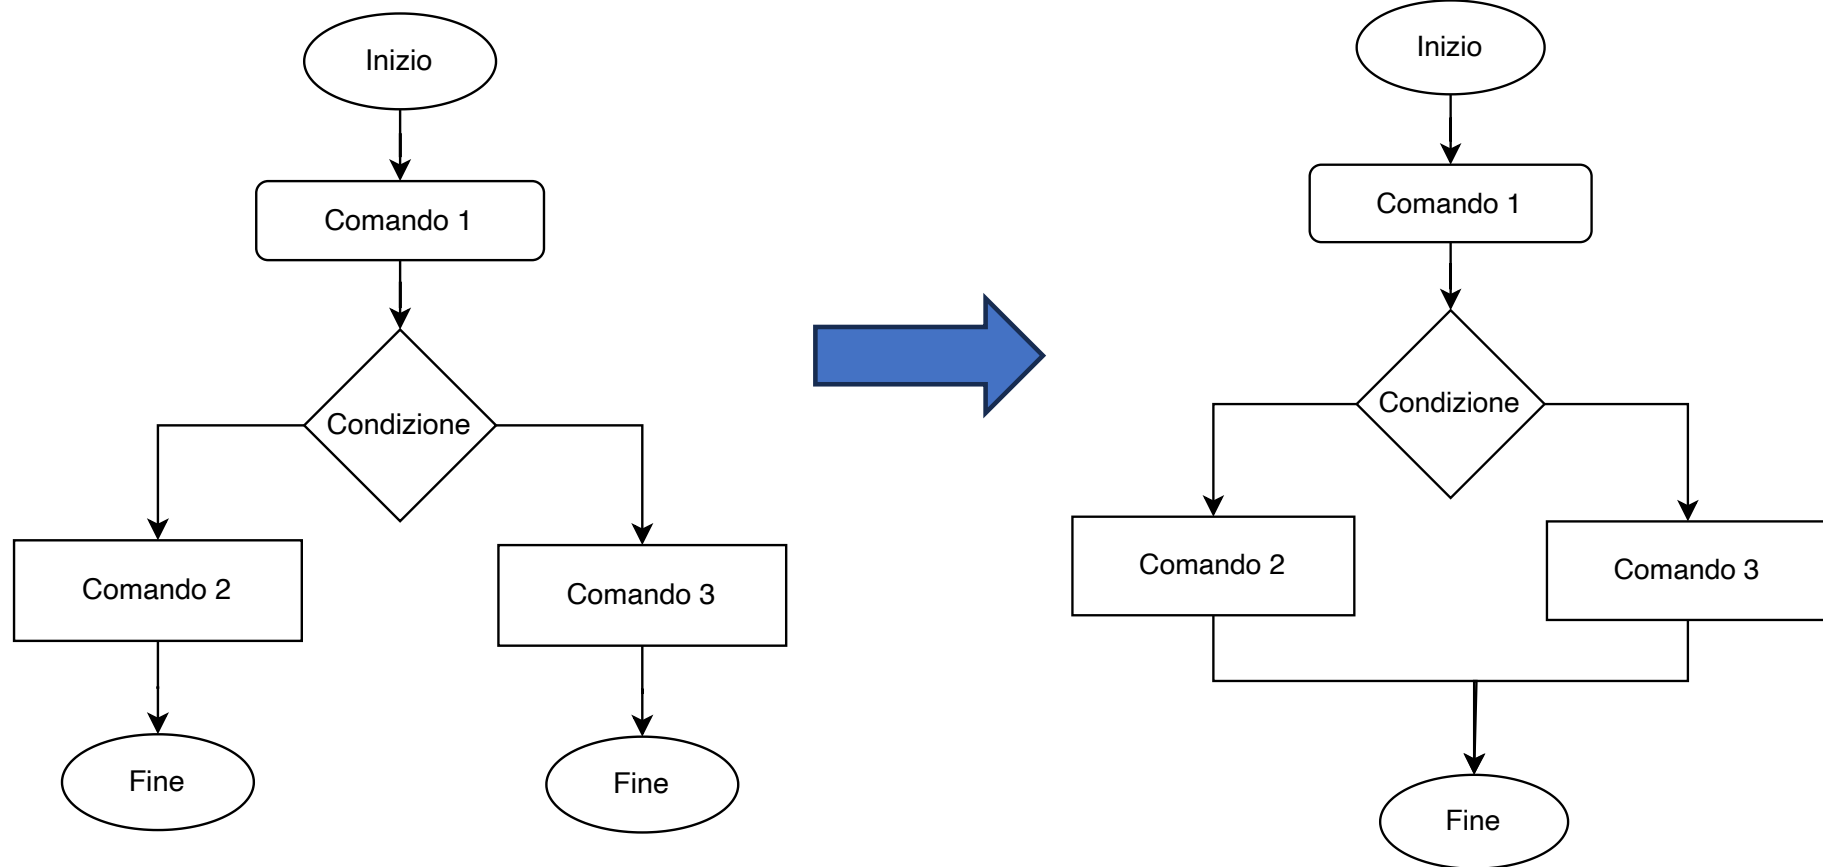 Inizio
Comando 1
Condizione
Comando 2
Comando 3
Fine
Fine
Inizio
Comando 1
Condizione
Comando 2
Comando 3
Fine